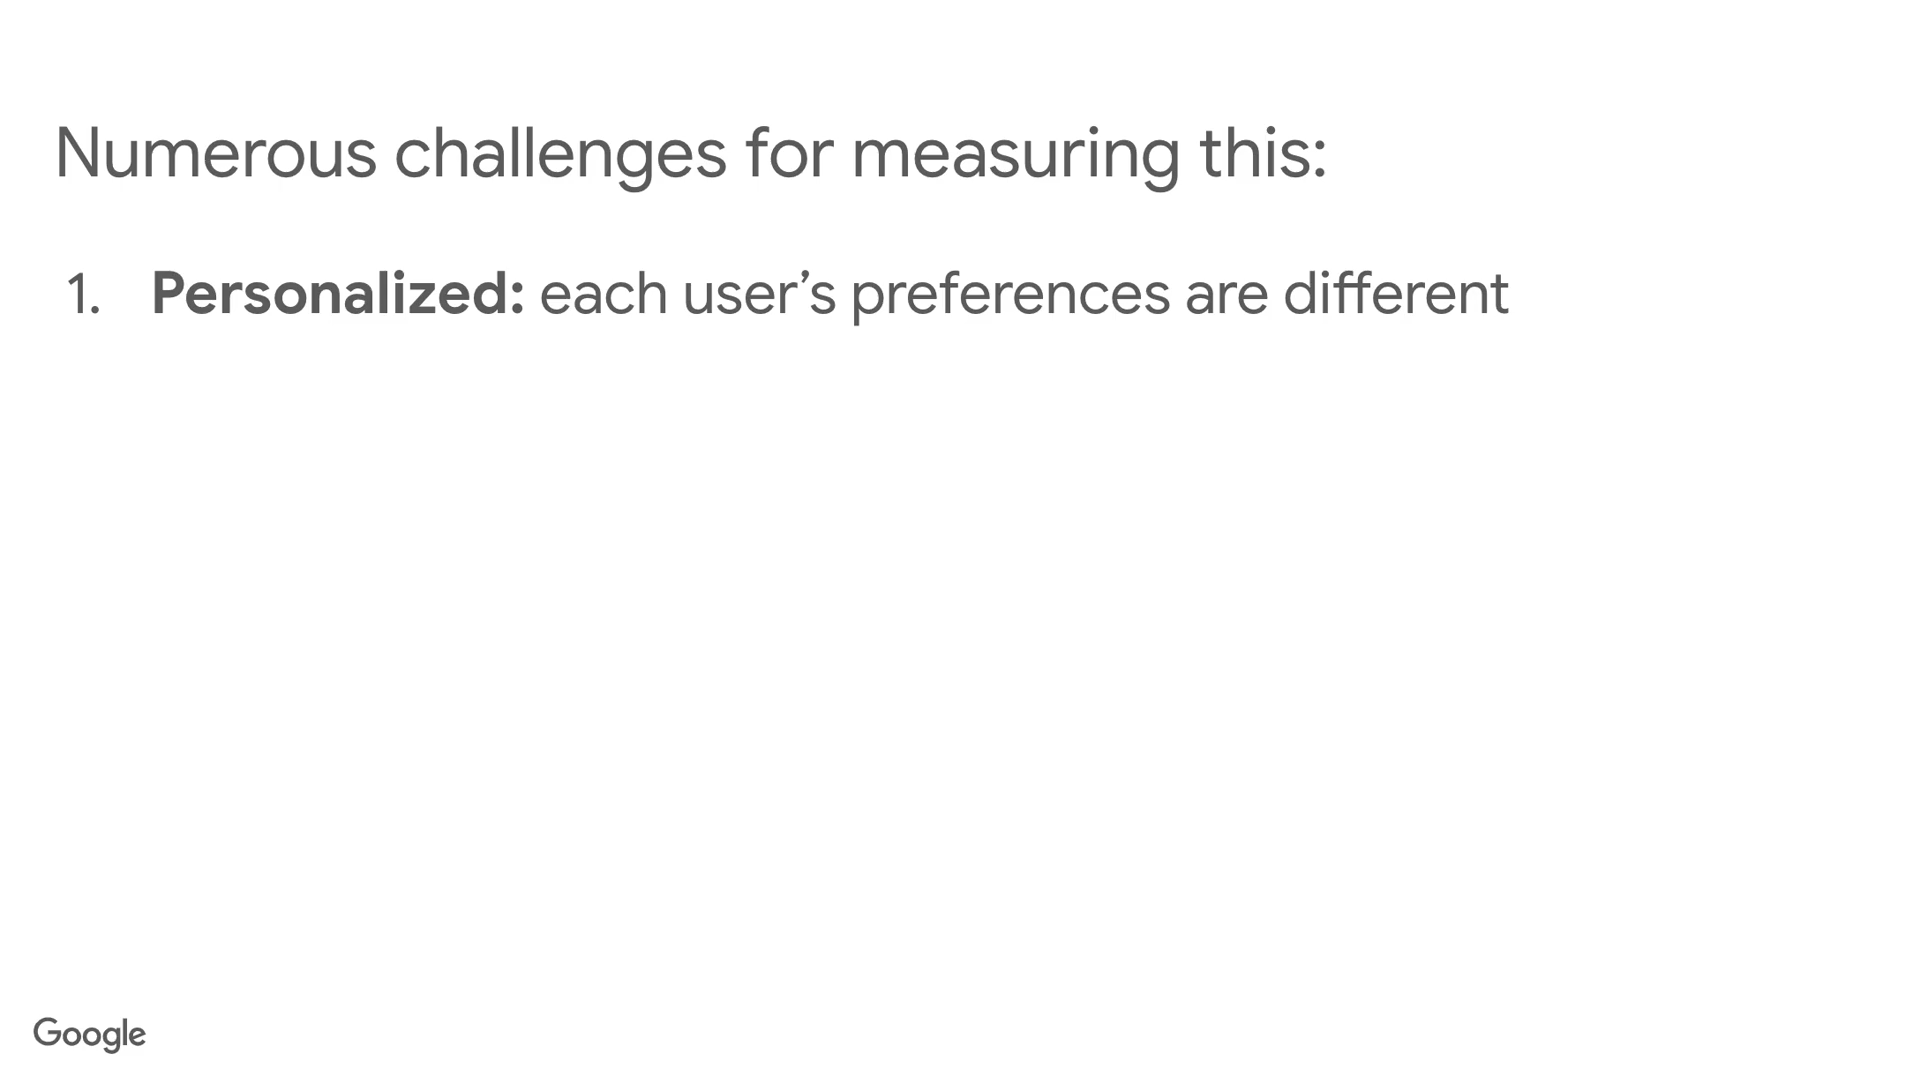 Numerous challenges for measuring this:
1. Personalized: each user’s preferences are different
Google